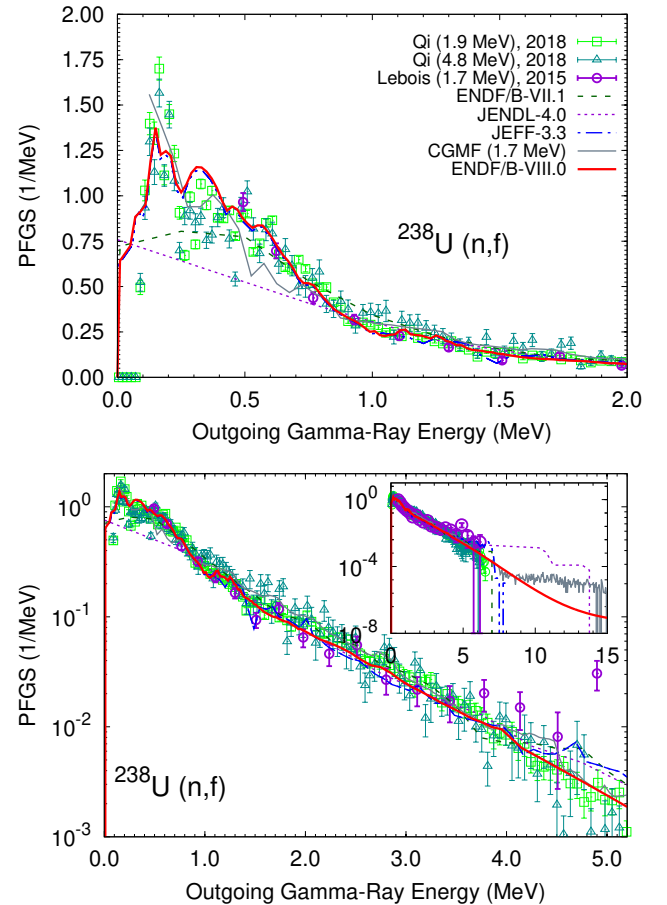 2.00
1.75
1.50
1.25
1.00
0.75
0.50
0.25
0.00
PFGS (1/MeV)
Qi (1.9 MeV), 2018
Qi (4.8 MeV), 2018
Lebois (1.7 MeV), 2015
ENDF/B-VII.1
JENDL-4.0
JEFF-3.3
CGMF (1.7 MeV)
ENDF/B-VIII.0
²³⁸U (n,f)
0.0 0.5 1.0 1.5 2.0
Outgoing Gamma-Ray Energy (MeV)
10⁰
10⁻¹
10⁻²
10⁻³
PFGS (1/MeV)
10⁰
10⁻⁴
10⁻⁸
0 5 10 15
²³⁸U (n,f)
0.0 1.0 2.0 3.0 4.0 5.0
Outgoing Gamma-Ray Energy (MeV)